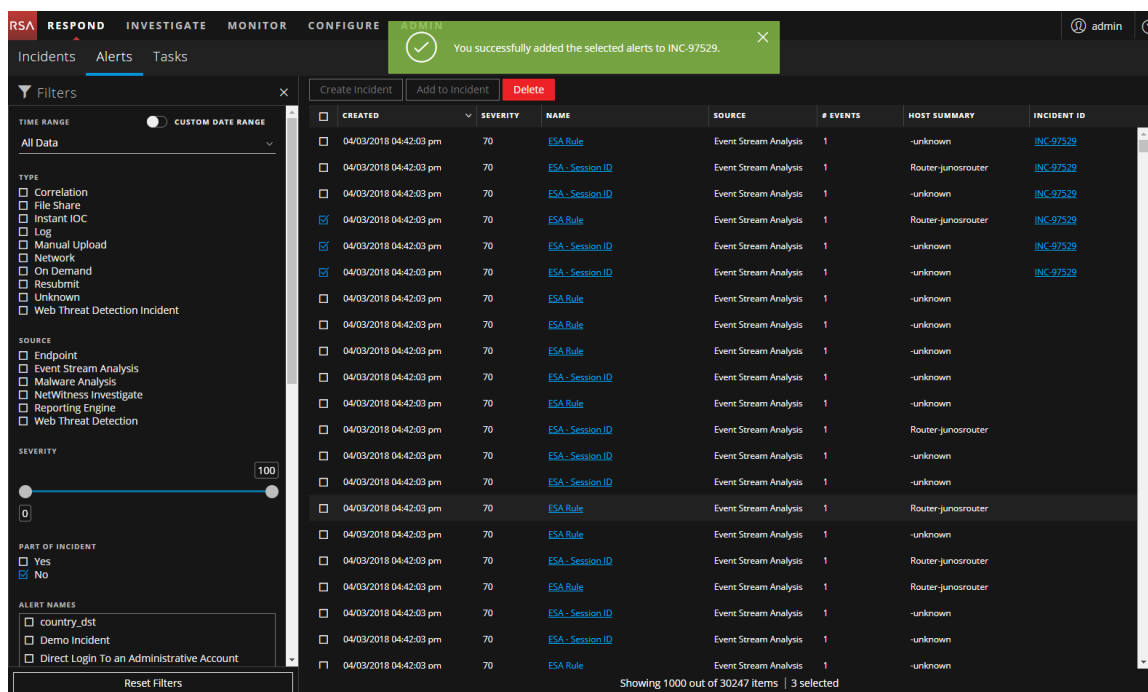 RSA RESPOND INVESTIGATE MONITOR CONFIGURE ADMIN admin
You successfully added the selected alerts to INC-97529.
Incidents Alerts Tasks
Filters
Create Incident Add to Incident Delete
TIME RANGE CUSTOM DATE RANGE
All Data
TYPE
Correlation
File Share
Instant IOC
Log
Manual Upload
Network
On Demand
Resubmit
Unknown
Web Threat Detection Incident
SOURCE
Endpoint
Event Stream Analysis
Malware Analysis
NetWitness Investigate
Reporting Engine
Web Threat Detection
SEVERITY
100
0
PART OF INCIDENT
Yes
No
ALERT NAMES
country_dst
Demo Incident
Direct Login To an Administrative Account
Reset Filters
CREATED SEVERITY NAME SOURCE # EVENTS HOST SUMMARY INCIDENT ID
04/03/2018 04:42:03 pm 70 ESA Rule Event Stream Analysis 1 -unknown INC-97529
04/03/2018 04:42:03 pm 70 ESA - Session ID Event Stream Analysis 1 Router-junosrouter INC-97529
04/03/2018 04:42:03 pm 70 ESA - Session ID Event Stream Analysis 1 -unknown INC-97529
04/03/2018 04:42:03 pm 70 ESA Rule Event Stream Analysis 1 Router-junosrouter INC-97529
04/03/2018 04:42:03 pm 70 ESA - Session ID Event Stream Analysis 1 -unknown INC-97529
04/03/2018 04:42:03 pm 70 ESA - Session ID Event Stream Analysis 1 -unknown INC-97529
04/03/2018 04:42:03 pm 70 ESA Rule Event Stream Analysis 1 -unknown
04/03/2018 04:42:03 pm 70 ESA Rule Event Stream Analysis 1 -unknown
04/03/2018 04:42:03 pm 70 ESA Rule Event Stream Analysis 1 -unknown
04/03/2018 04:42:03 pm 70 ESA - Session ID Event Stream Analysis 1 -unknown
04/03/2018 04:42:03 pm 70 ESA Rule Event Stream Analysis 1 -unknown
04/03/2018 04:42:03 pm 70 ESA - Session ID Event Stream Analysis 1 Router-junosrouter
04/03/2018 04:42:03 pm 70 ESA - Session ID Event Stream Analysis 1 -unknown
04/03/2018 04:42:03 pm 70 ESA - Session ID Event Stream Analysis 1 -unknown
04/03/2018 04:42:03 pm 70 ESA Rule Event Stream Analysis 1 Router-junosrouter
04/03/2018 04:42:03 pm 70 ESA Rule Event Stream Analysis 1 -unknown
04/03/2018 04:42:03 pm 70 ESA - Session ID Event Stream Analysis 1 Router-junosrouter
04/03/2018 04:42:03 pm 70 ESA Rule Event Stream Analysis 1 Router-junosrouter
04/03/2018 04:42:03 pm 70 ESA - Session ID Event Stream Analysis 1 -unknown
04/03/2018 04:42:03 pm 70 ESA - Session ID Event Stream Analysis 1 -unknown
04/03/2018 04:42:03 pm 70 ESA Rule Event Stream Analysis 1 -unknown
Showing 1000 out of 30247 items | 3 selected